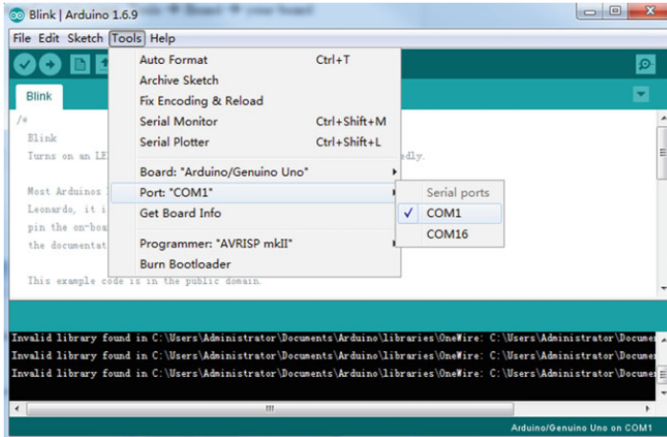 Blink | Arduino 1.6.9
File Edit Sketch Tools Help
Auto Format Ctrl+T
Archive Sketch
Fix Encoding & Reload
Serial Monitor Ctrl+Shift+M
Serial Plotter Ctrl+Shift+L
Board: "Arduino/Genuino Uno"
Port: "COM1"
Get Board Info
Programmer: "AVRISP mkII"
Burn Bootloader
Serial ports
COM1
COM16
Blink
/*
Blink
Turns on an LE
dly.
Most Arduinos
Leonardo, it i
pin the on-boa
the documentat
This example code is in the public domain.
Invalid library found in C:\Users\Administrator\Documents\Arduino\libraries\OneWire: C:\Users\Administrator\Documen
Invalid library found in C:\Users\Administrator\Documents\Arduino\libraries\OneWire: C:\Users\Administrator\Documen
Invalid library found in C:\Users\Administrator\Documents\Arduino\libraries\OneWire: C:\Users\Administrator\Documen
Arduino/Genuino Uno on COM1